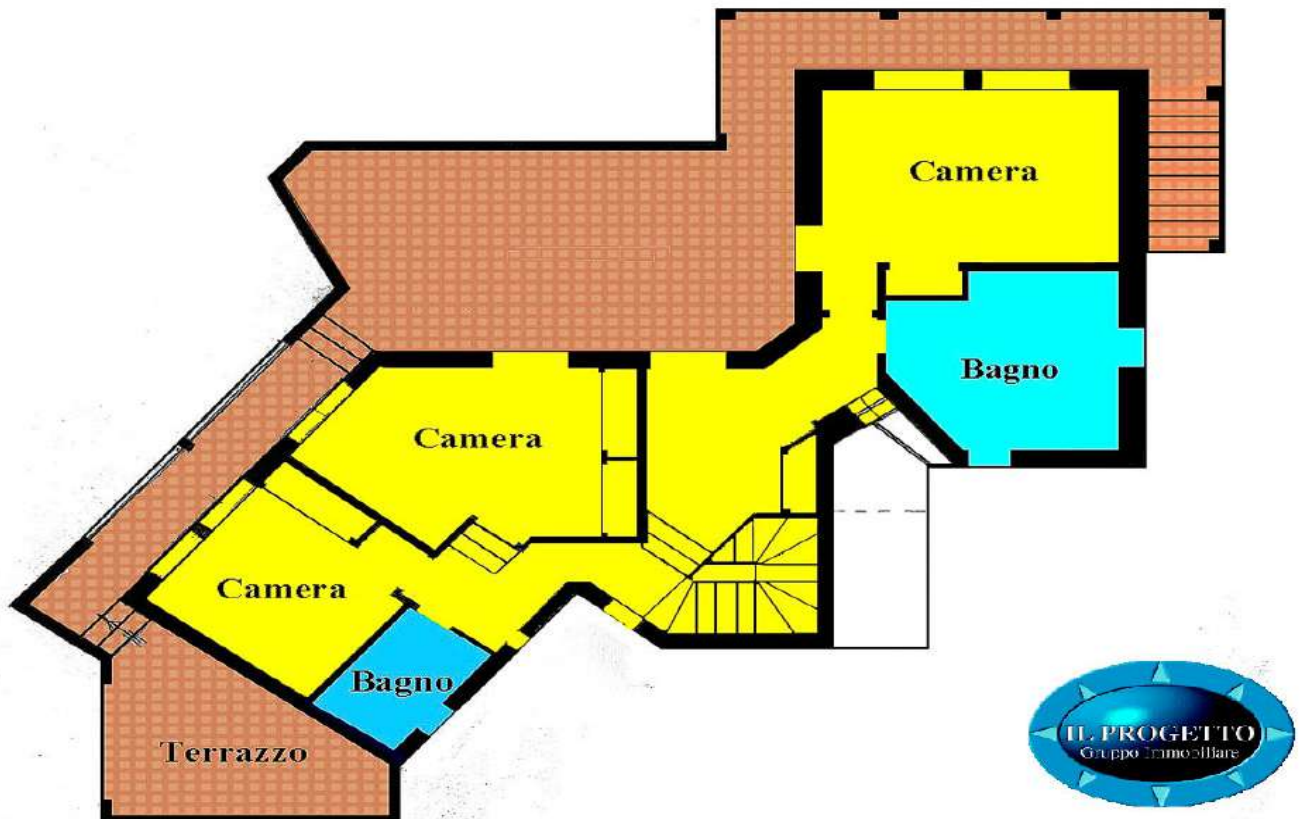 Camera
Bagno
Camera
Camera
Bagno
Terrazzo
IL PROGETTO
Gruppo Immobiliare